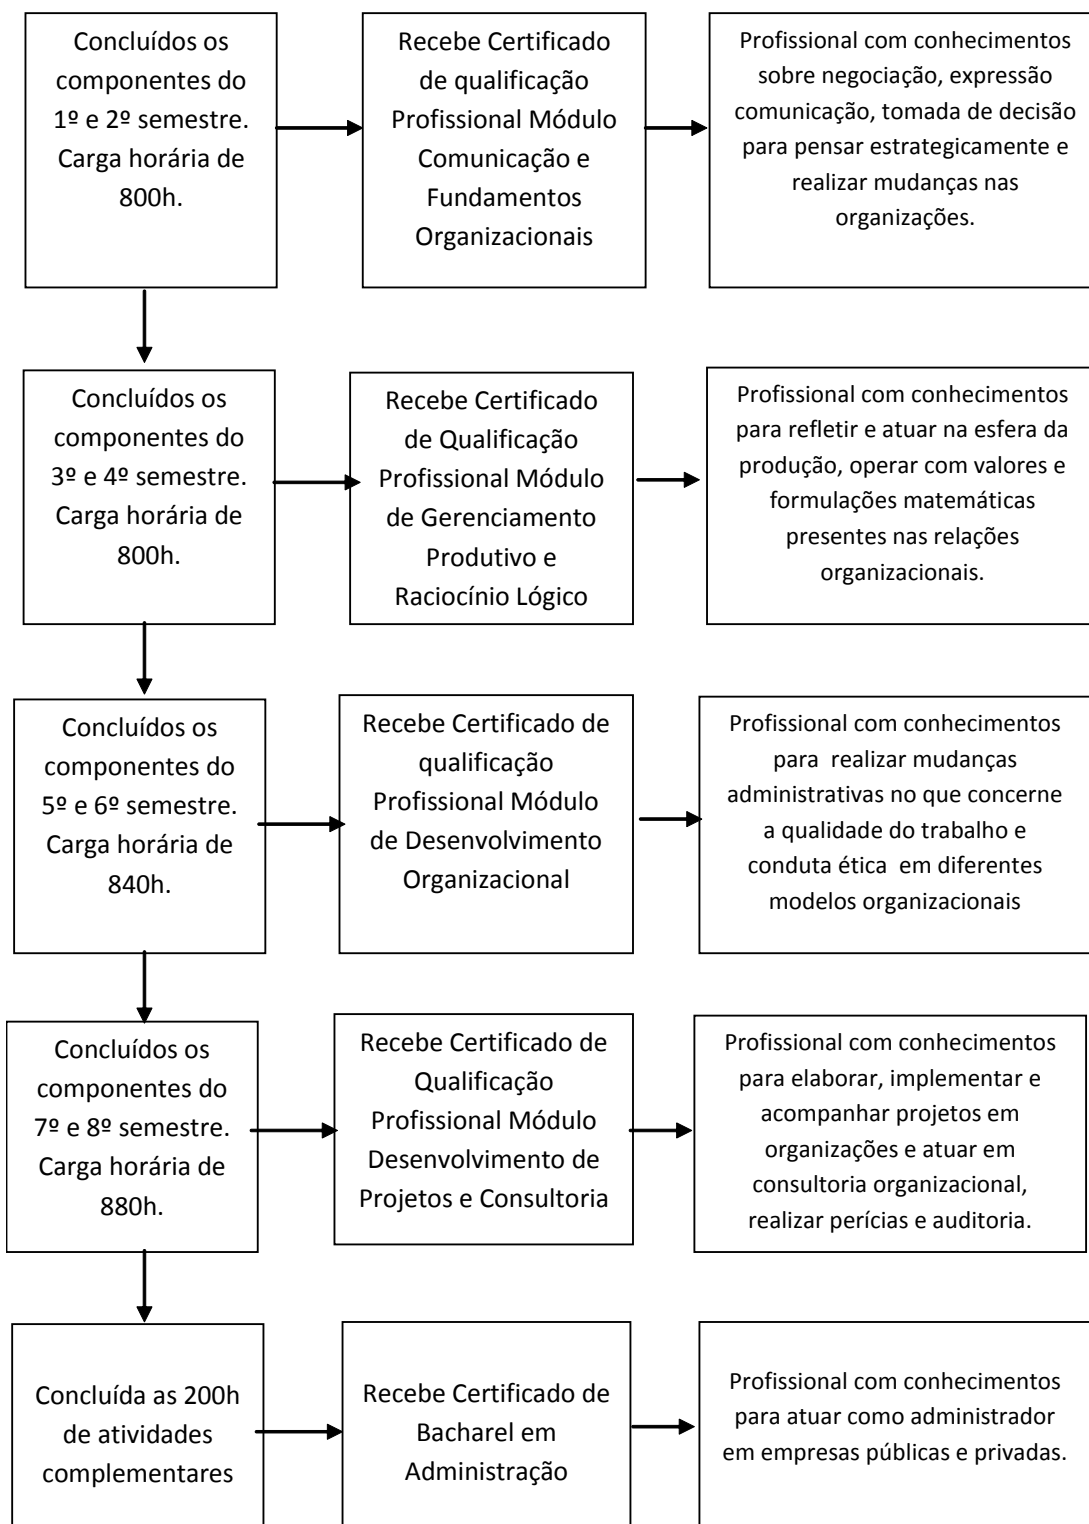 Concluídos os
componentes do
1º e 2º semestre.
Carga horária de
800h.
Recebe Certificado
de qualificação
Profissional Módulo
Comunicação e
Fundamentos
Organizacionais
Profissional com conhecimentos
sobre negociação, expressão
comunicação, tomada de decisão
para pensar estrategicamente e
realizar mudanças nas
organizações.
Concluídos os
componentes do
3º e 4º semestre.
Carga horária de
800h.
Recebe Certificado
de Qualificação
Profissional Módulo
de Gerenciamento
Produtivo e
Raciocínio Lógico
Profissional com conhecimentos
para refletir e atuar na esfera da
produção, operar com valores e
formulações matemáticas
presentes nas relações
organizacionais.
Concluídos os
componentes do
5º e 6º semestre.
Carga horária de
840h.
Recebe Certificado de
qualificação
Profissional Módulo
de Desenvolvimento
Organizacional
Profissional com conhecimentos
para realizar mudanças
administrativas no que concerne
a qualidade do trabalho e
conduta ética em diferentes
modelos organizacionais
Concluídos os
componentes do
7º e 8º semestre.
Carga horária de
880h.
Recebe Certificado de
Qualificação
Profissional Módulo
Desenvolvimento de
Projetos e Consultoria
Profissional com conhecimentos
para elaborar, implementar e
acompanhar projetos em
organizações e atuar em
consultoria organizacional,
realizar perícias e auditoria.
Concluída as 200h
de atividades
complementares
Recebe Certificado de
Bacharel em
Administração
Profissional com conhecimentos
para atuar como administrador
em empresas públicas e privadas.